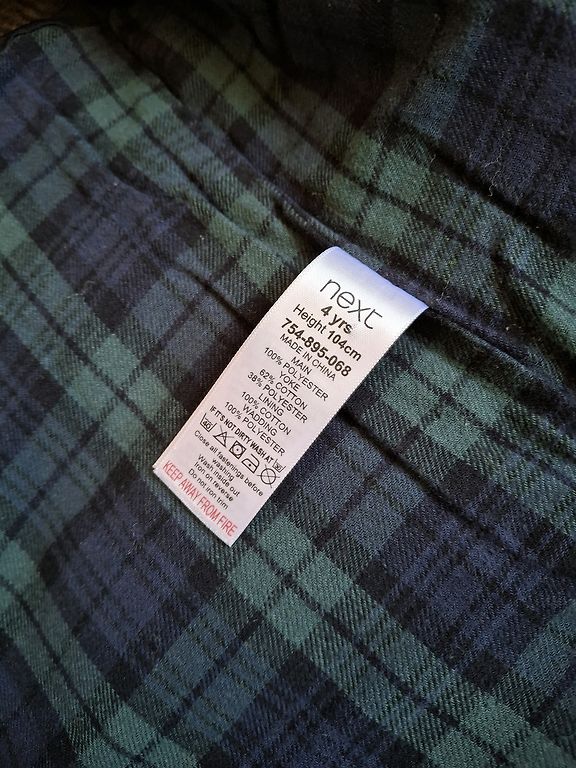 next
4 yrs
Height 104cm
754-895-068
MADE IN CHINA
MAIN
100% POLYESTER
YOKE
62% COTTON
38% POLYESTER
LINING
100% COTTON
WADDING
100% POLYESTER
IF IT'S NOT DIRTY WASH AT
Close all fastenings before
washing
Wash inside out
Iron on reverse
Do not iron trim
KEEP AWAY FROM FIRE